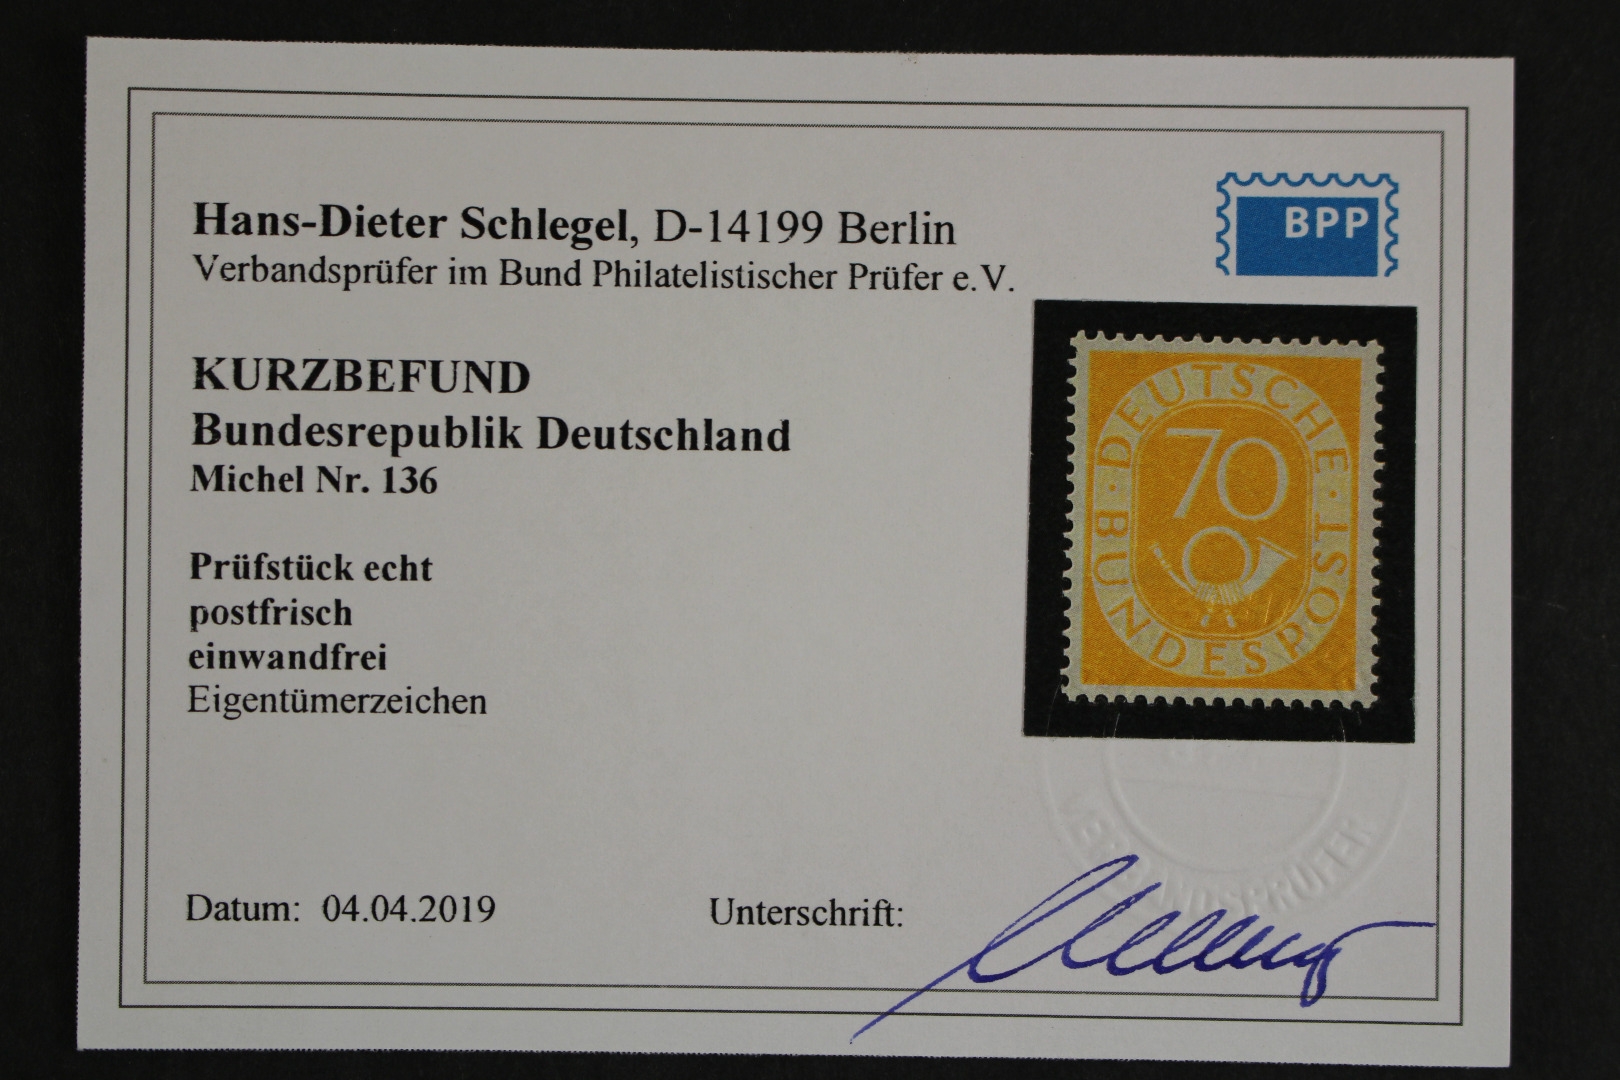 Hans-Dieter Schlegel, D-14199 Berlin
Verbandsprüfer im Bund Philatelistischer Prüfer e.V.
BPP
KURZBEFUND
Bundesrepublik Deutschland
Michel Nr. 136
Prüfstück echt
postfrisch
einwandfrei
Eigentümerzeichen
DEUTSCHE · BUNDESPOST ·
70
VERBANDSPRÜFER
Datum: 04.04.2019
Unterschrift: